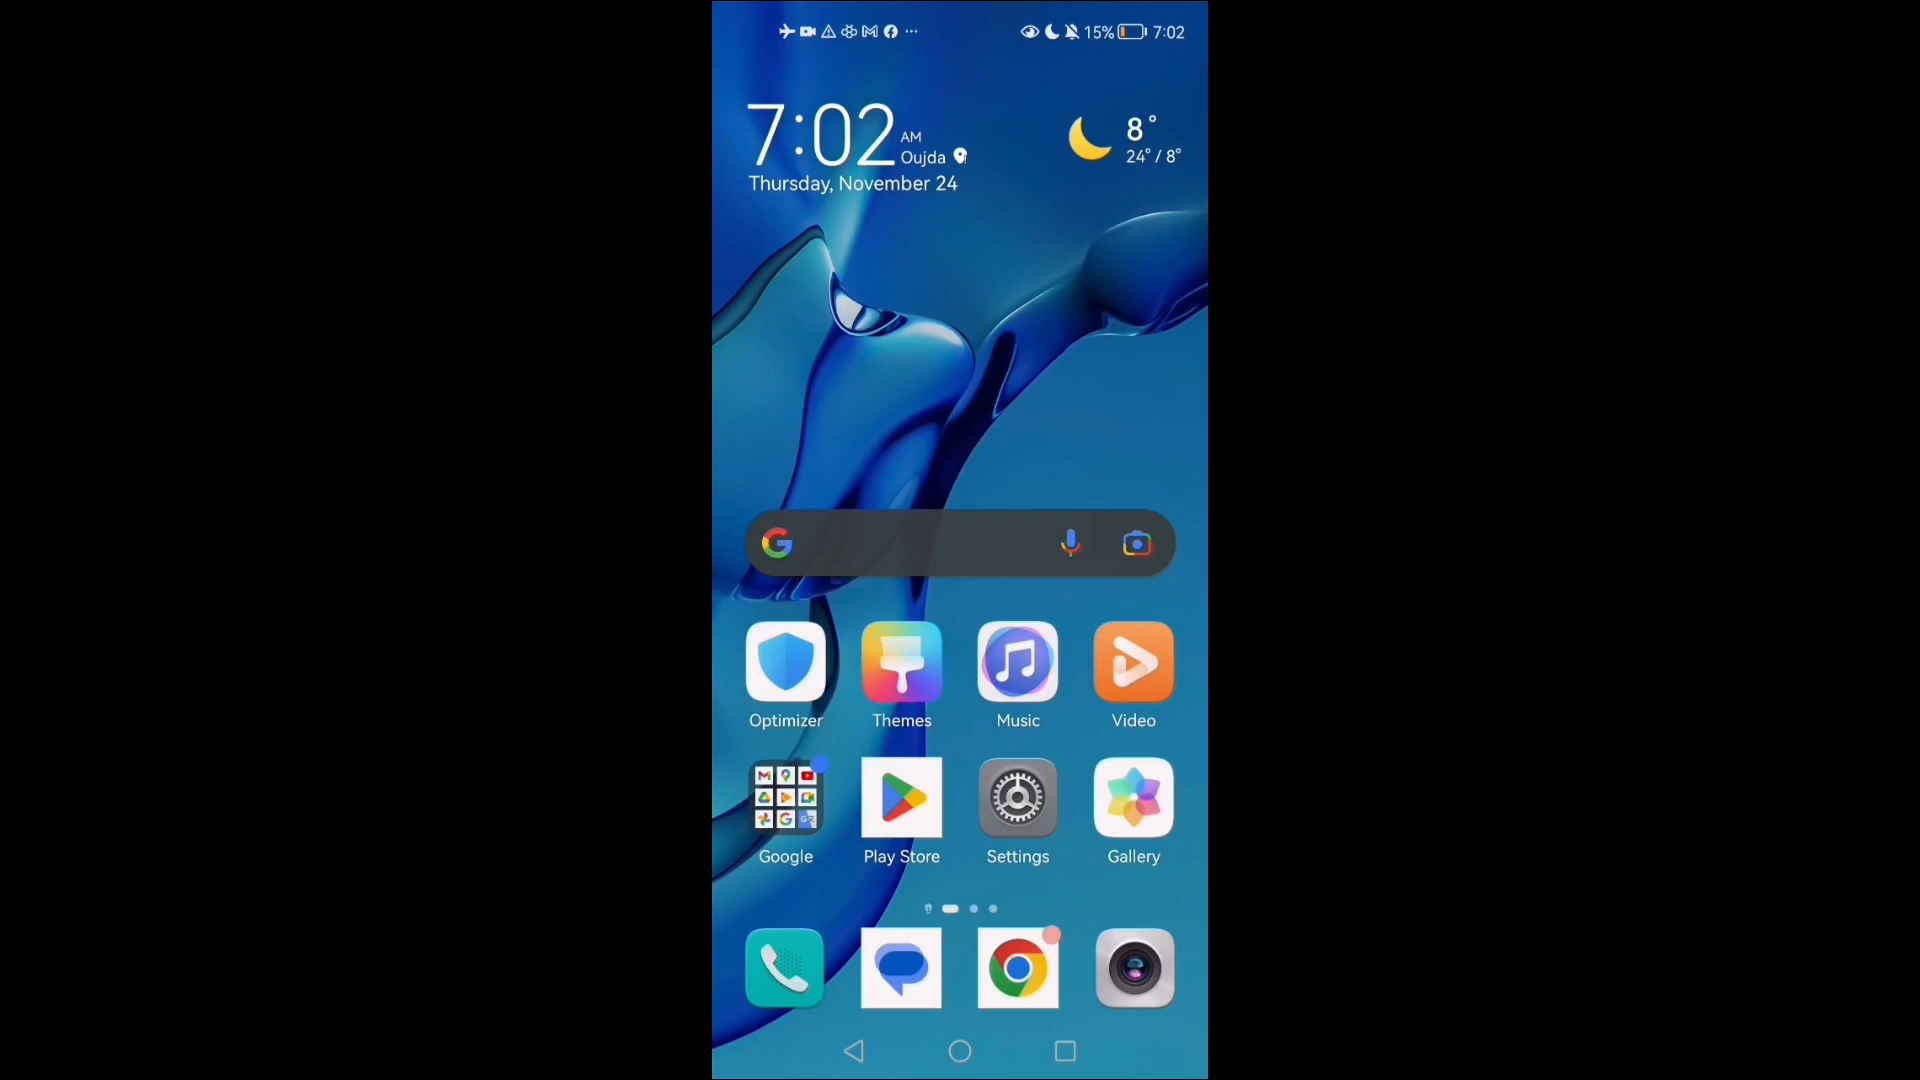 15% 7:02
7:02 AM
Oujda
Thursday, November 24
8°
24° / 8°
Optimizer Themes Music Video
Google Play Store Settings Gallery